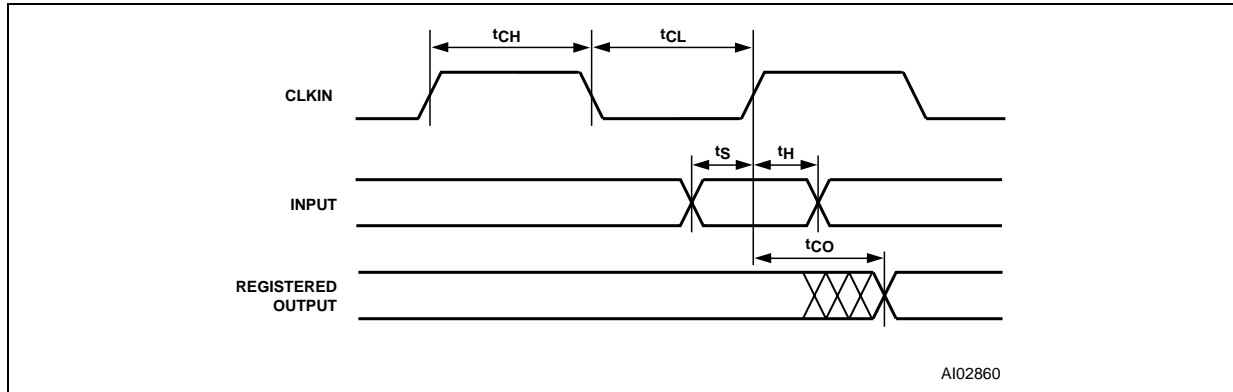 tCH tCL
CLKIN
tS tH
INPUT
tCO
REGISTERED
OUTPUT
AI02860